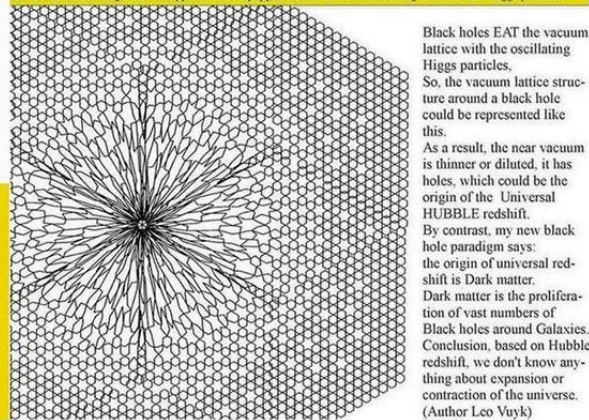 Black holes EAT the vacuum
lattice with the oscillating
Higgs particles,
So, the vacuum lattice struc-
ture around a black hole
could be represented like
this.
As a result, the near vacuum
is thinner or diluted, it has
holes, which could be the
origin of the Universal
HUBBLE redshift.
By contrast, my new black
hole paradigm says:
the origin of universal red-
shift is Dark matter.
Dark matter is the prolifera-
tion of vast numbers of
Black holes around Galaxies.
Conclusion, based on Hubble
redshift, we don't know any-
thing about expansion or
contraction of the universe.
(Author Leo Vuyk)